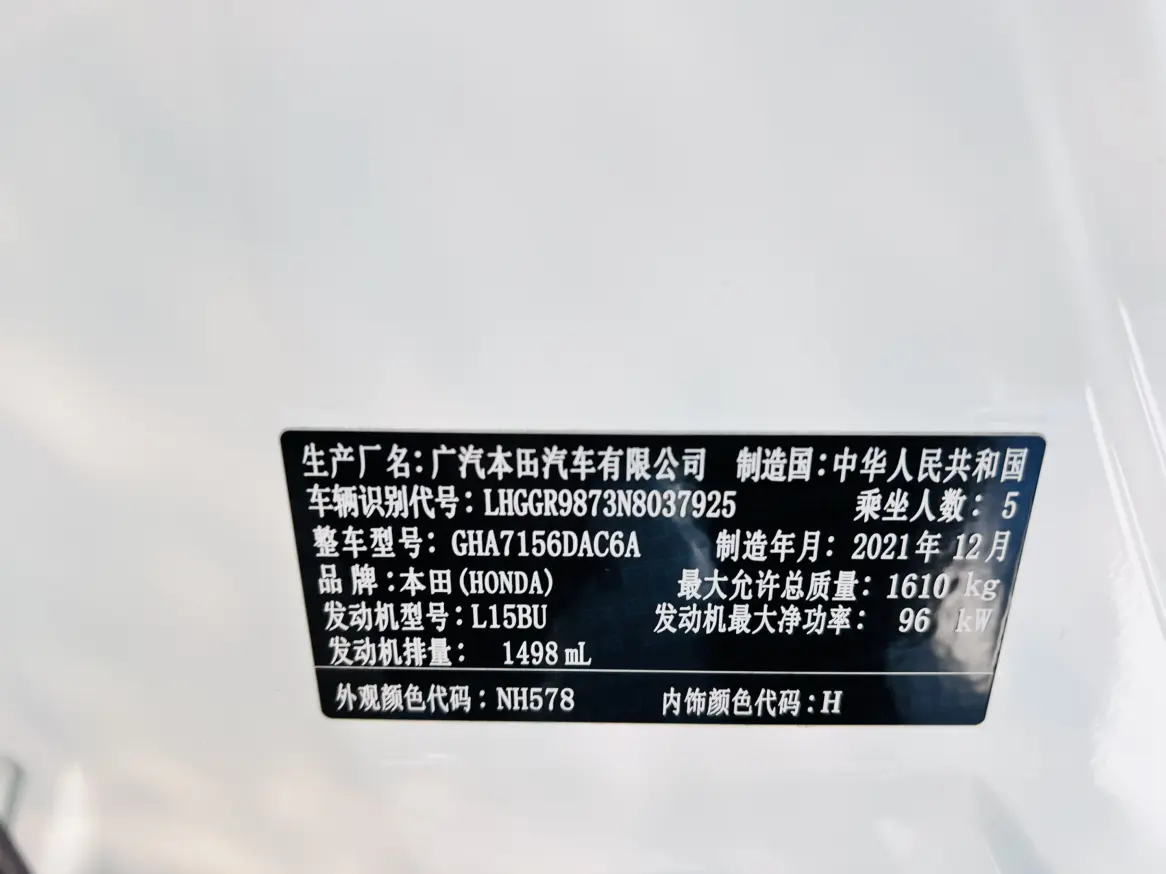 生产厂名：广汽本田汽车有限公司 制造国：中华人民共和国
车辆识别代号：LHGGR9873N8037925 乘坐人数：5
整车型号：GHA7156DAC6A 制造年月：2021年12月
品牌：本田(HONDA) 最大允许总质量：1610 kg
发动机型号：L15BU 发动机最大净功率：96 kW
发动机排量：1498 mL
外观颜色代码：NH578 内饰颜色代码：H